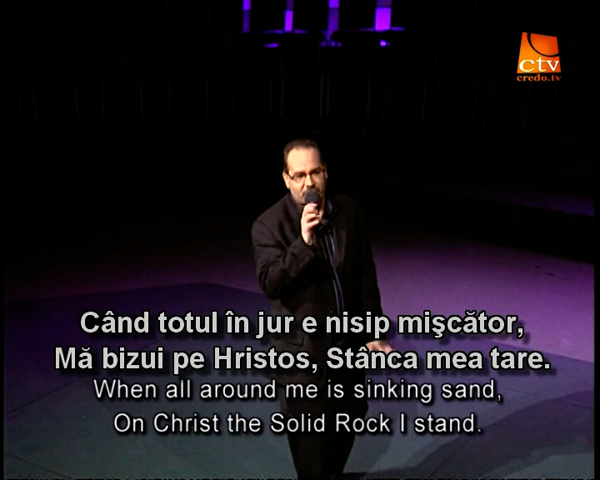 ctv
credo.tv
Când totul în jur e nisip mişcător,
Mă bizui pe Hristos, Stânca mea tare.
When all around me is sinking sand,
On Christ the Solid Rock I stand.